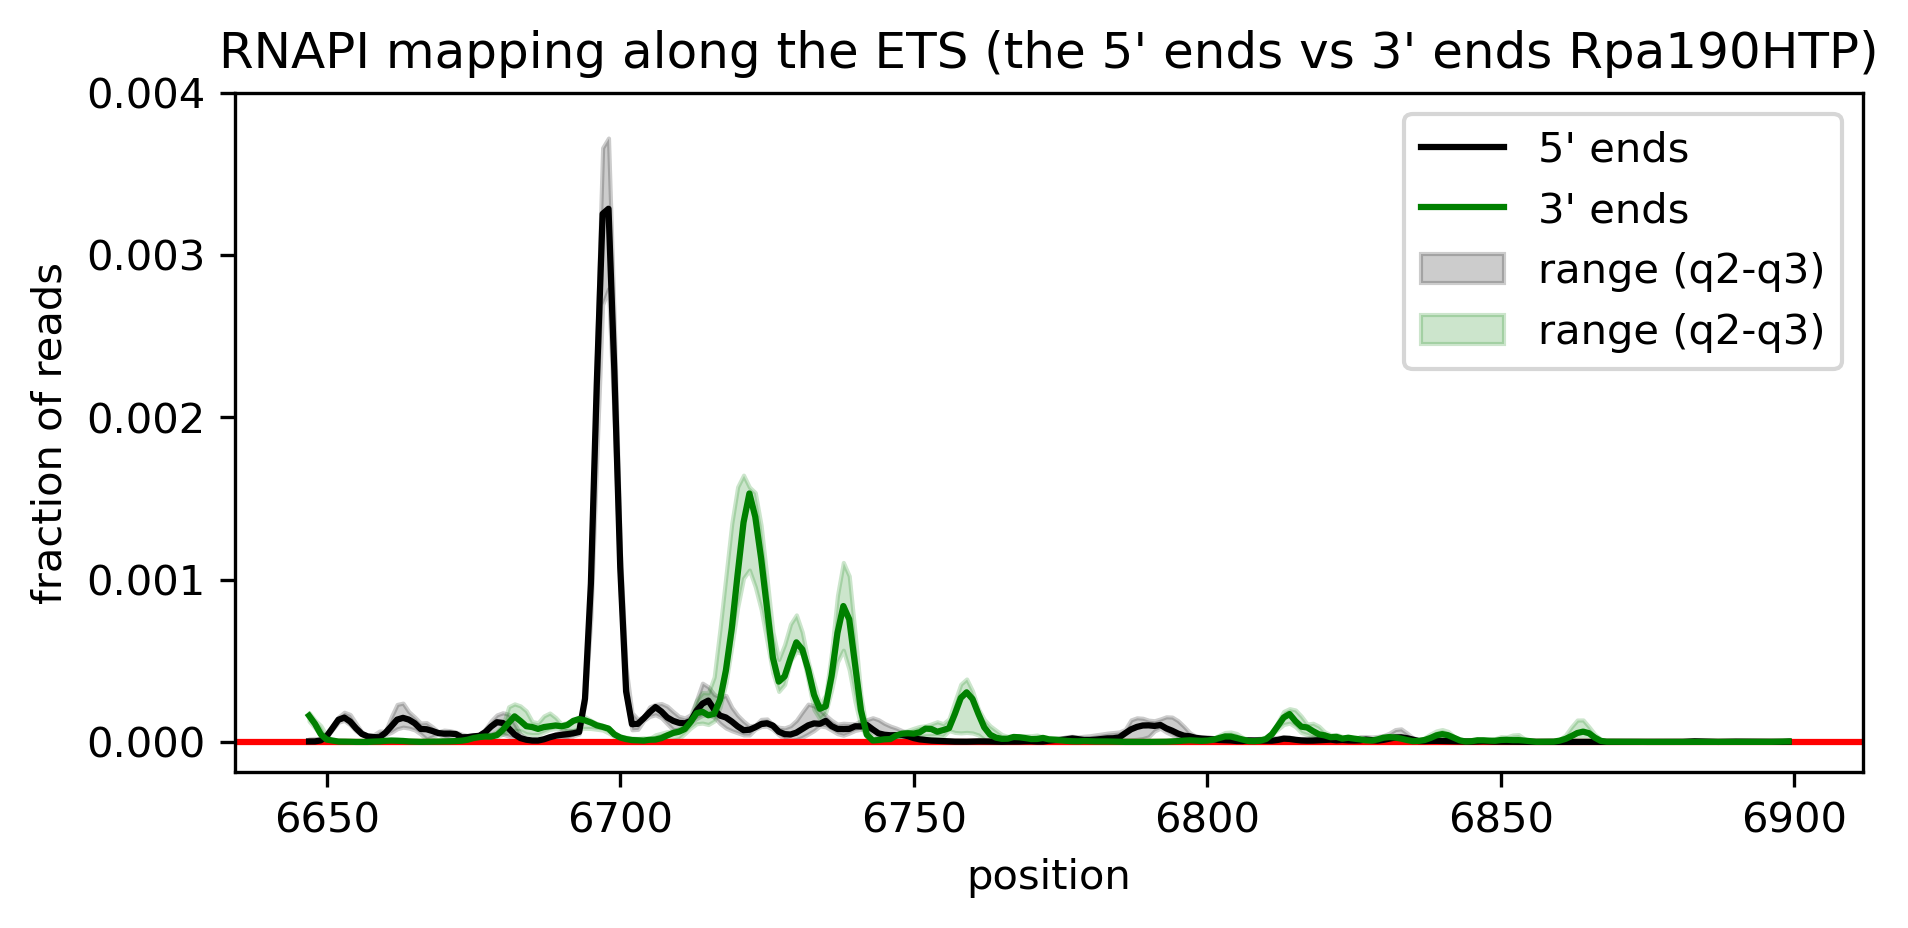 RNAPI mapping along the ETS (the 5' ends vs 3' ends Rpa190HTP)
0.004
0.003
0.002
0.001
0.000
fraction of reads
5' ends
3' ends
range (q2-q3)
range (q2-q3)
6650 6700 6750 6800 6850 6900
position